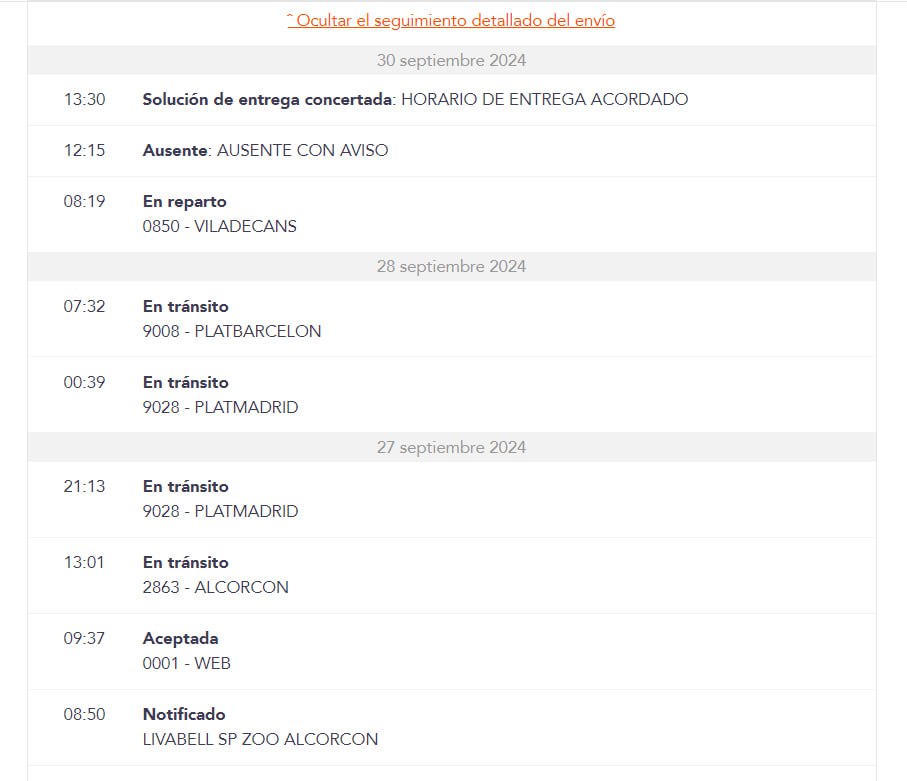 ˆ Ocultar el seguimiento detallado del envío
30 septiembre 2024
13:30 Solución de entrega concertada: HORARIO DE ENTREGA ACORDADO
12:15 Ausente: AUSENTE CON AVISO
08:19 En reparto
0850 - VILADECANS
28 septiembre 2024
07:32 En tránsito
9008 - PLATBARCELON
00:39 En tránsito
9028 - PLATMADRID
27 septiembre 2024
21:13 En tránsito
9028 - PLATMADRID
13:01 En tránsito
2863 - ALCORCON
09:37 Aceptada
0001 - WEB
08:50 Notificado
LIVABELL SP ZOO ALCORCON